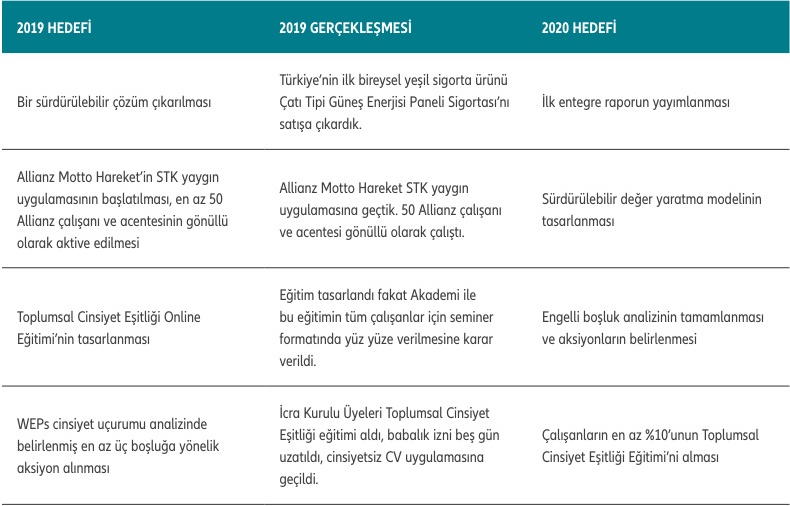 2019 HEDEFİ
2019 GERÇEKLEŞMESİ
2020 HEDEFİ
Bir sürdürülebilir çözüm çıkarılması
Türkiye'nin ilk bireysel yeşil sigorta ürünü
Çatı Tipi Güneş Enerjisi Paneli Sigortası'nı
satışa çıkardık.
İlk entegre raporun yayımlanması
Allianz Motto Hareket'in STK yaygın
uygulamasının başlatılması, en az 50
Allianz çalışanı ve acentesinin gönüllü
olarak aktive edilmesi
Allianz Motto Hareket STK yaygın
uygulamasına geçtik. 50 Allianz çalışanı
ve acentesi gönüllü olarak çalıştı.
Sürdürülebilir değer yaratma modelinin
tasarlanması
Toplumsal Cinsiyet Eşitliği Online
Eğitimi'nin tasarlanması
Eğitim tasarlandı fakat Akademi ile
bu eğitimin tüm çalışanlar için seminer
formatında yüz yüze verilmesine karar
verildi.
Engelli boşluk analizinin tamamlanması
ve aksiyonların belirlenmesi
WEPs cinsiyet uçurumu analizinde
belirlenmiş en az üç boşluğa yönelik
aksiyon alınması
İcra Kurulu Üyeleri Toplumsal Cinsiyet
Eşitliği eğitimi aldı, babalık izni beş gün
uzatıldı, cinsiyetsiz CV uygulamasına
geçildi.
Çalışanların en az %10'unun Toplumsal
Cinsiyet Eşitliği Eğitimi'ni alması